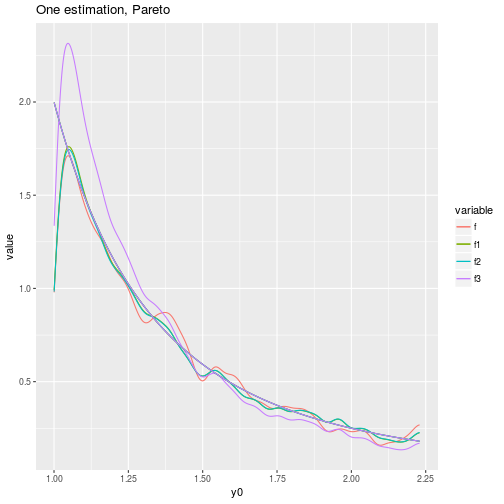 One estimation, Pareto
value
2.0
1.5
1.0
0.5
1.00
1.25
1.50
1.75
2.00
2.25
y0
variable
f
f1
f2
f3